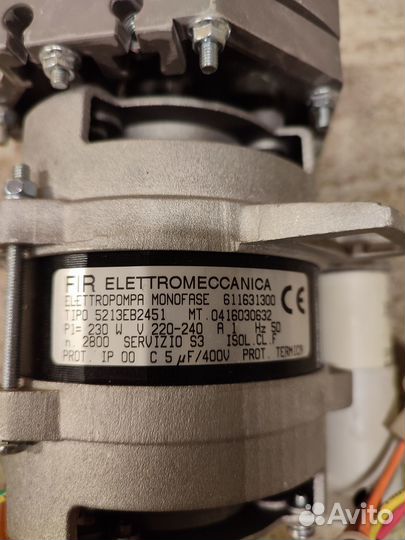 FIR ELETTROMECCANICA
ELETTROPOMPA MONOFASE 611631300
TIPO 5213EB2451 MT.0416030632
P1= 230 W V 220-240 A 1 Hz 50
n. 2800 SERVIZIO S3 ISOL.CL.F
PROT. IP 00 C 5 µF/400V PROT. TERMICA
CE
Avito